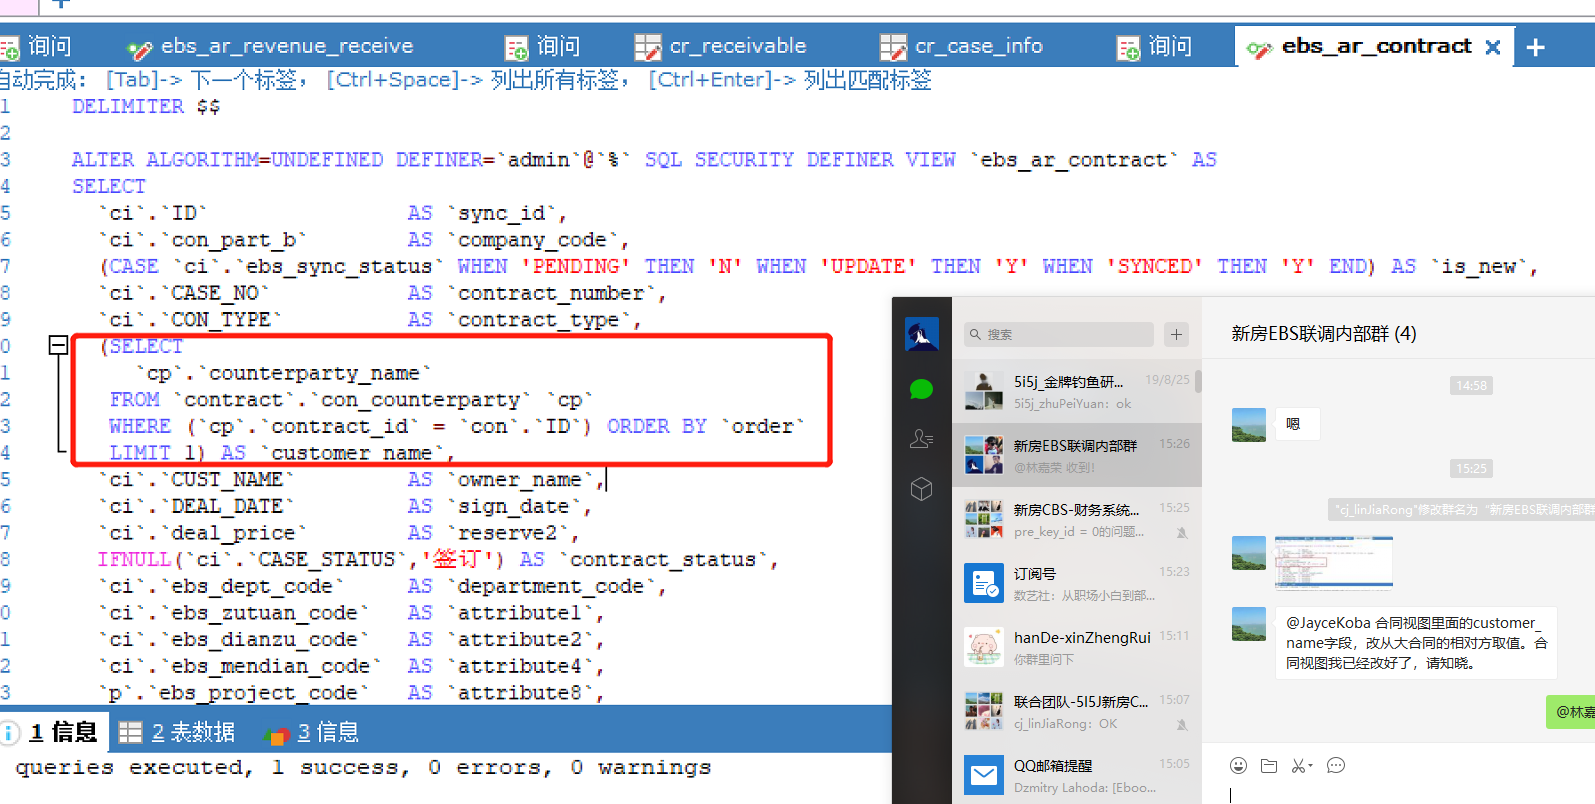 询问
ebs_ar_revenue_receive
询问
cr_receivable
cr_case_info
询问
ebs_ar_contract
自动完成： [Tab]-> 下一个标签， [Ctrl+Space]-> 列出所有标签， [Ctrl+Enter]-> 列出匹配标签
1 DELIMITER $$
2
3 ALTER ALGORITHM=UNDEFINED DEFINER=`admin`@`%` SQL SECURITY DEFINER VIEW `ebs_ar_contract` AS
4 SELECT
5 `ci`.`ID` AS `sync_id`,
6 `ci`.`con_part_b` AS `company_code`,
7 (CASE `ci`.`ebs_sync_status` WHEN 'PENDING' THEN 'N' WHEN 'UPDATE' THEN 'Y' WHEN 'SYNCED' THEN 'Y' END) AS `is_new`,
8 `ci`.`CASE_NO` AS `contract_number`,
9 `ci`.`CON_TYPE` AS `contract_type`,
0 (SELECT
1 `cp`.`counterparty_name`
2 FROM `contract`.`con_counterparty` `cp`
3 WHERE (`cp`.`contract_id` = `con`.`ID`) ORDER BY `order`
4 LIMIT 1) AS `customer_name`,
5 `ci`.`CUST_NAME` AS `owner_name`,
6 `ci`.`DEAL_DATE` AS `sign_date`,
7 `ci`.`deal_price` AS `reserve2`,
8 IFNULL(`ci`.`CASE_STATUS`,'签订') AS `contract_status`,
9 `ci`.`ebs_dept_code` AS `department_code`,
0 `ci`.`ebs_zutuan_code` AS `attribute1`,
1 `ci`.`ebs_dianzu_code` AS `attribute2`,
2 `ci`.`ebs_mendian_code` AS `attribute4`,
3 `p`.`ebs_project_code` AS `attribute8`,
1 信息
2 表数据
3 信息
queries executed, 1 success, 0 errors, 0 warnings
搜索
5i5j_金牌钓鱼研... 19/8/25
5i5j_zhuPeiYuan：ok
新房EBS联调内部群 15:26
@林嘉荣 收到!
新房CBS-财务系统... 15:25
pre_key_id = 0的问题...
订阅号 15:23
数艺社：从职场小白到部...
hanDe-xinZhengRui 15:11
你群里问下
联合团队-5I5J新房C... 15:07
cj_linJiaRong：OK
QQ邮箱提醒 15:05
Dzmitry Lahoda: [Eboo...
新房EBS联调内部群 (4)
14:58
嗯
15:25
"cj_linJiaRong"修改群名为 "新房EBS联调内部群
@JayceKoba 合同视图里面的customer_
name字段，改从大合同的相对方取值。合
同视图我已经改好了，请知晓。
@林嘉